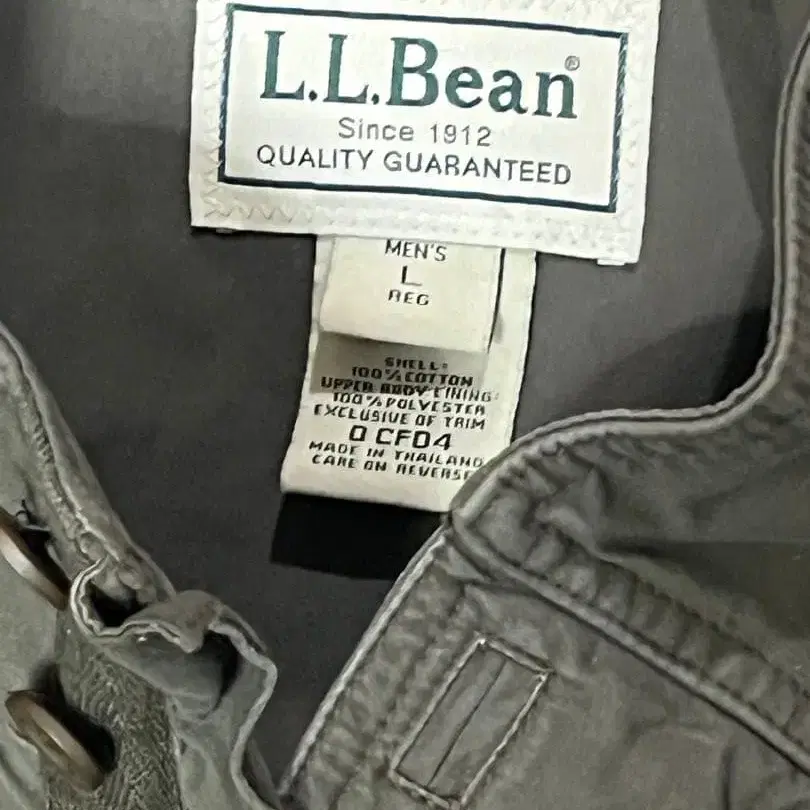 L.L.Bean®
Since 1912
QUALITY GUARANTEED
MEN'S
L
REG
SHELL:
100% COTTON
UPPER BODY LINING:
100% POLYESTER
EXCLUSIVE OF TRIM
0 CFD4
MADE IN THAILAND
CARE ON REVERSE